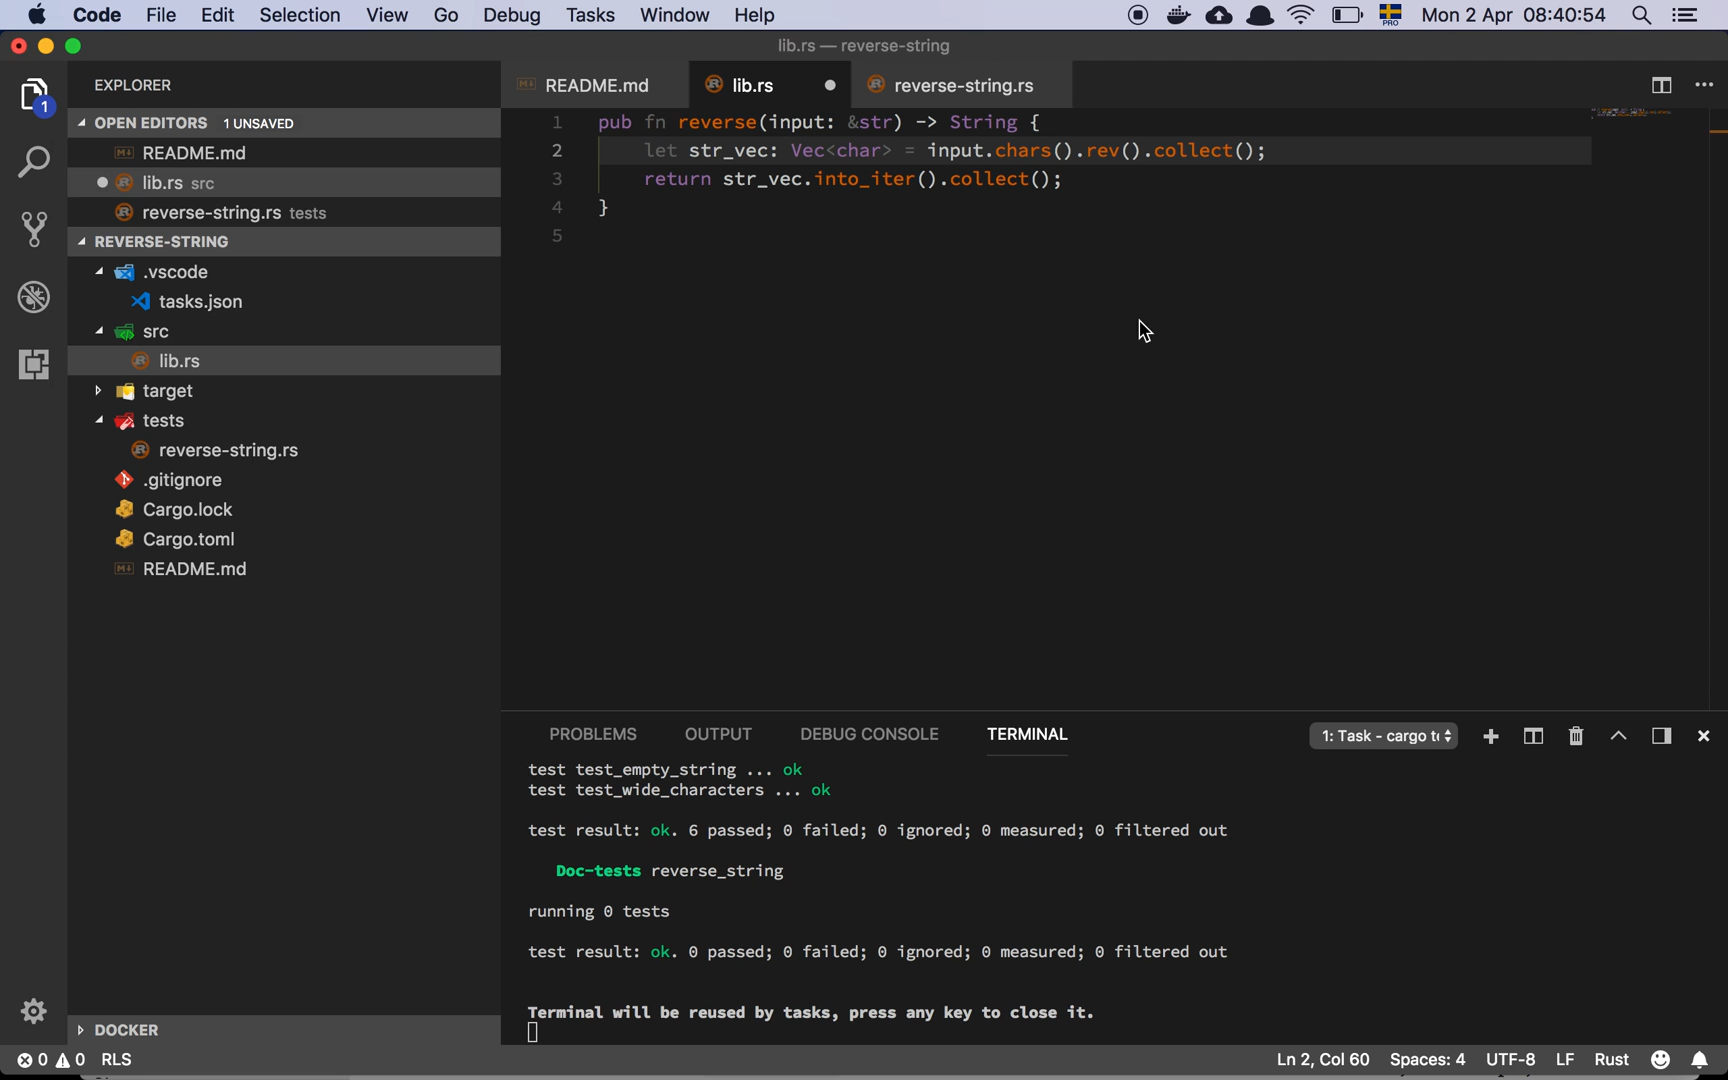 Code File Edit Selection View Go Debug Tasks Window Help PRO Mon 2 Apr 08:40:54
lib.rs — reverse-string
EXPLORER
README.md lib.rs reverse-string.rs
1
OPEN EDITORS 1 UNSAVED
README.md
lib.rs src
reverse-string.rs tests
REVERSE-STRING
.vscode
tasks.json
src
lib.rs
target
tests
reverse-string.rs
.gitignore
Cargo.lock
Cargo.toml
README.md
DOCKER
1 pub fn reverse(input: &str) -> String {
2 let str_vec: Vec<char> = input.chars().rev().collect();
3 return str_vec.into_iter().collect();
4 }
5
PROBLEMS OUTPUT DEBUG CONSOLE TERMINAL 1: Task - cargo t
test test_empty_string ... ok
test test_wide_characters ... ok
test result: ok. 6 passed; 0 failed; 0 ignored; 0 measured; 0 filtered out
Doc-tests reverse_string
running 0 tests
test result: ok. 0 passed; 0 failed; 0 ignored; 0 measured; 0 filtered out
Terminal will be reused by tasks, press any key to close it.
0 0 RLS Ln 2, Col 60 Spaces: 4 UTF-8 LF Rust